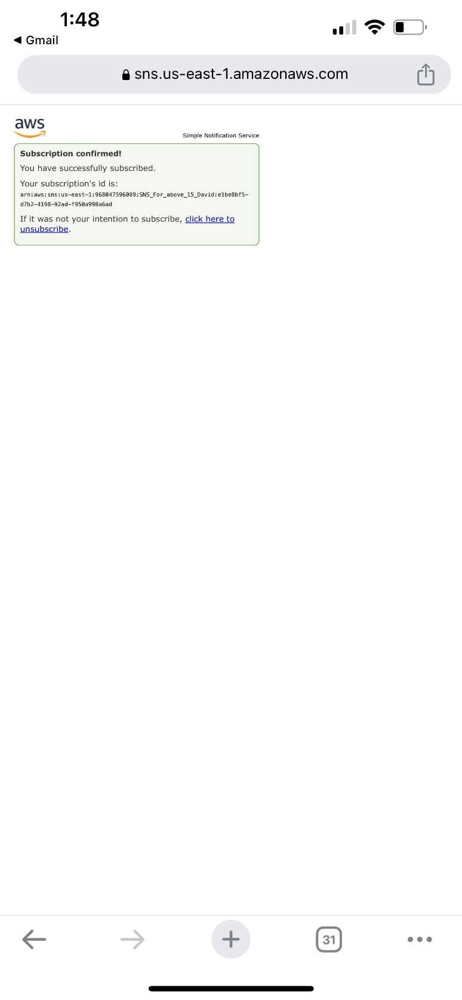 1:48
◀ Gmail
sns.us-east-1.amazonaws.com
aws
Simple Notification Service
Subscription confirmed!
You have successfully subscribed.
Your subscription's id is:
arn:aws:sns:us-east-1:968047596089:SNS_For_above_15_David:e1be8bf5-
d7b2-4198-92ad-f950a998a6ad
If it was not your intention to subscribe, click here to
unsubscribe.
31